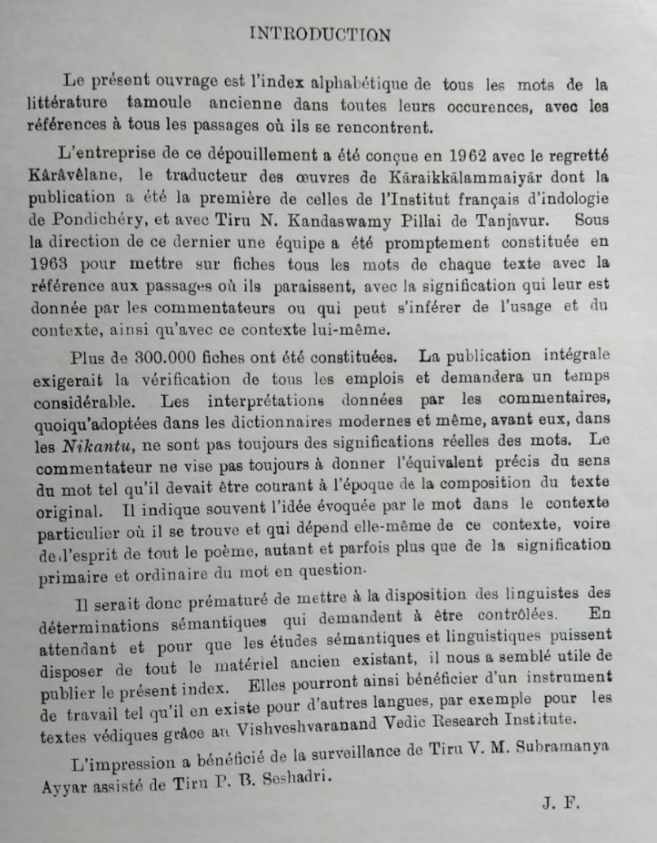 INTRODUCTION
Le présent ouvrage est l'index alphabétique de tous les mots de la
littérature tamoule ancienne dans toutes leurs occurences, avec les
références à tous les passages où ils se rencontrent.
L'entreprise de ce dépouillement a été conçue en 1962 avec le regretté
Kârâvêlane, le traducteur des œuvres de Kāraikkālammaiyār dont la
publication a été la première de celles de l'Institut français d'indologie
de Pondichéry, et avec Tiru N. Kandaswamy Pillai de Tanjavur. Sous
la direction de ce dernier une équipe a été promptement constituée en
1963 pour mettre sur fiches tous les mots de chaque texte avec la
référence aux passages où ils paraissent, avec la signification qui leur est
donnée par les commentateurs ou qui peut s'inférer de l'usage et du
contexte, ainsi qu'avec ce contexte lui-même.
Plus de 300.000 fiches ont été constituées. La publication intégrale
exigerait la vérification de tous les emplois et demandera un temps
considérable. Les interprétations données par les commentaires,
quoiqu'adoptées dans les dictionnaires modernes et même, avant eux, dans
les Nikantu, ne sont pas toujours des significations réelles des mots. Le
commentateur ne vise pas toujours à donner l'équivalent précis du sens
du mot tel qu'il devait être courant à l'époque de la composition du texte
original. Il indique souvent l'idée évoquée par le mot dans le contexte
particulier où il se trouve et qui dépend elle-même de ce contexte, voire
de l'esprit de tout le poème, autant et parfois plus que de la signification
primaire et ordinaire du mot en question.
Il serait donc prématuré de mettre à la disposition des linguistes des
déterminations sémantiques qui demandent à être contrôlées. En
attendant et pour que les études sémantiques et linguistiques puissent
disposer de tout le matériel ancien existant, il nous a semblé utile de
publier le présent index. Elles pourront ainsi bénéficier d'un instrument
de travail tel qu'il en existe pour d'autres langues, par exemple pour les
textes védiques grâce au Vishveshvaranand Vedic Research Institute.
L'impression a bénéficié de la surveillance de Tiru V. M. Subramanya
Ayyar assisté de Tiru P. B. Seshadri.
J. F.